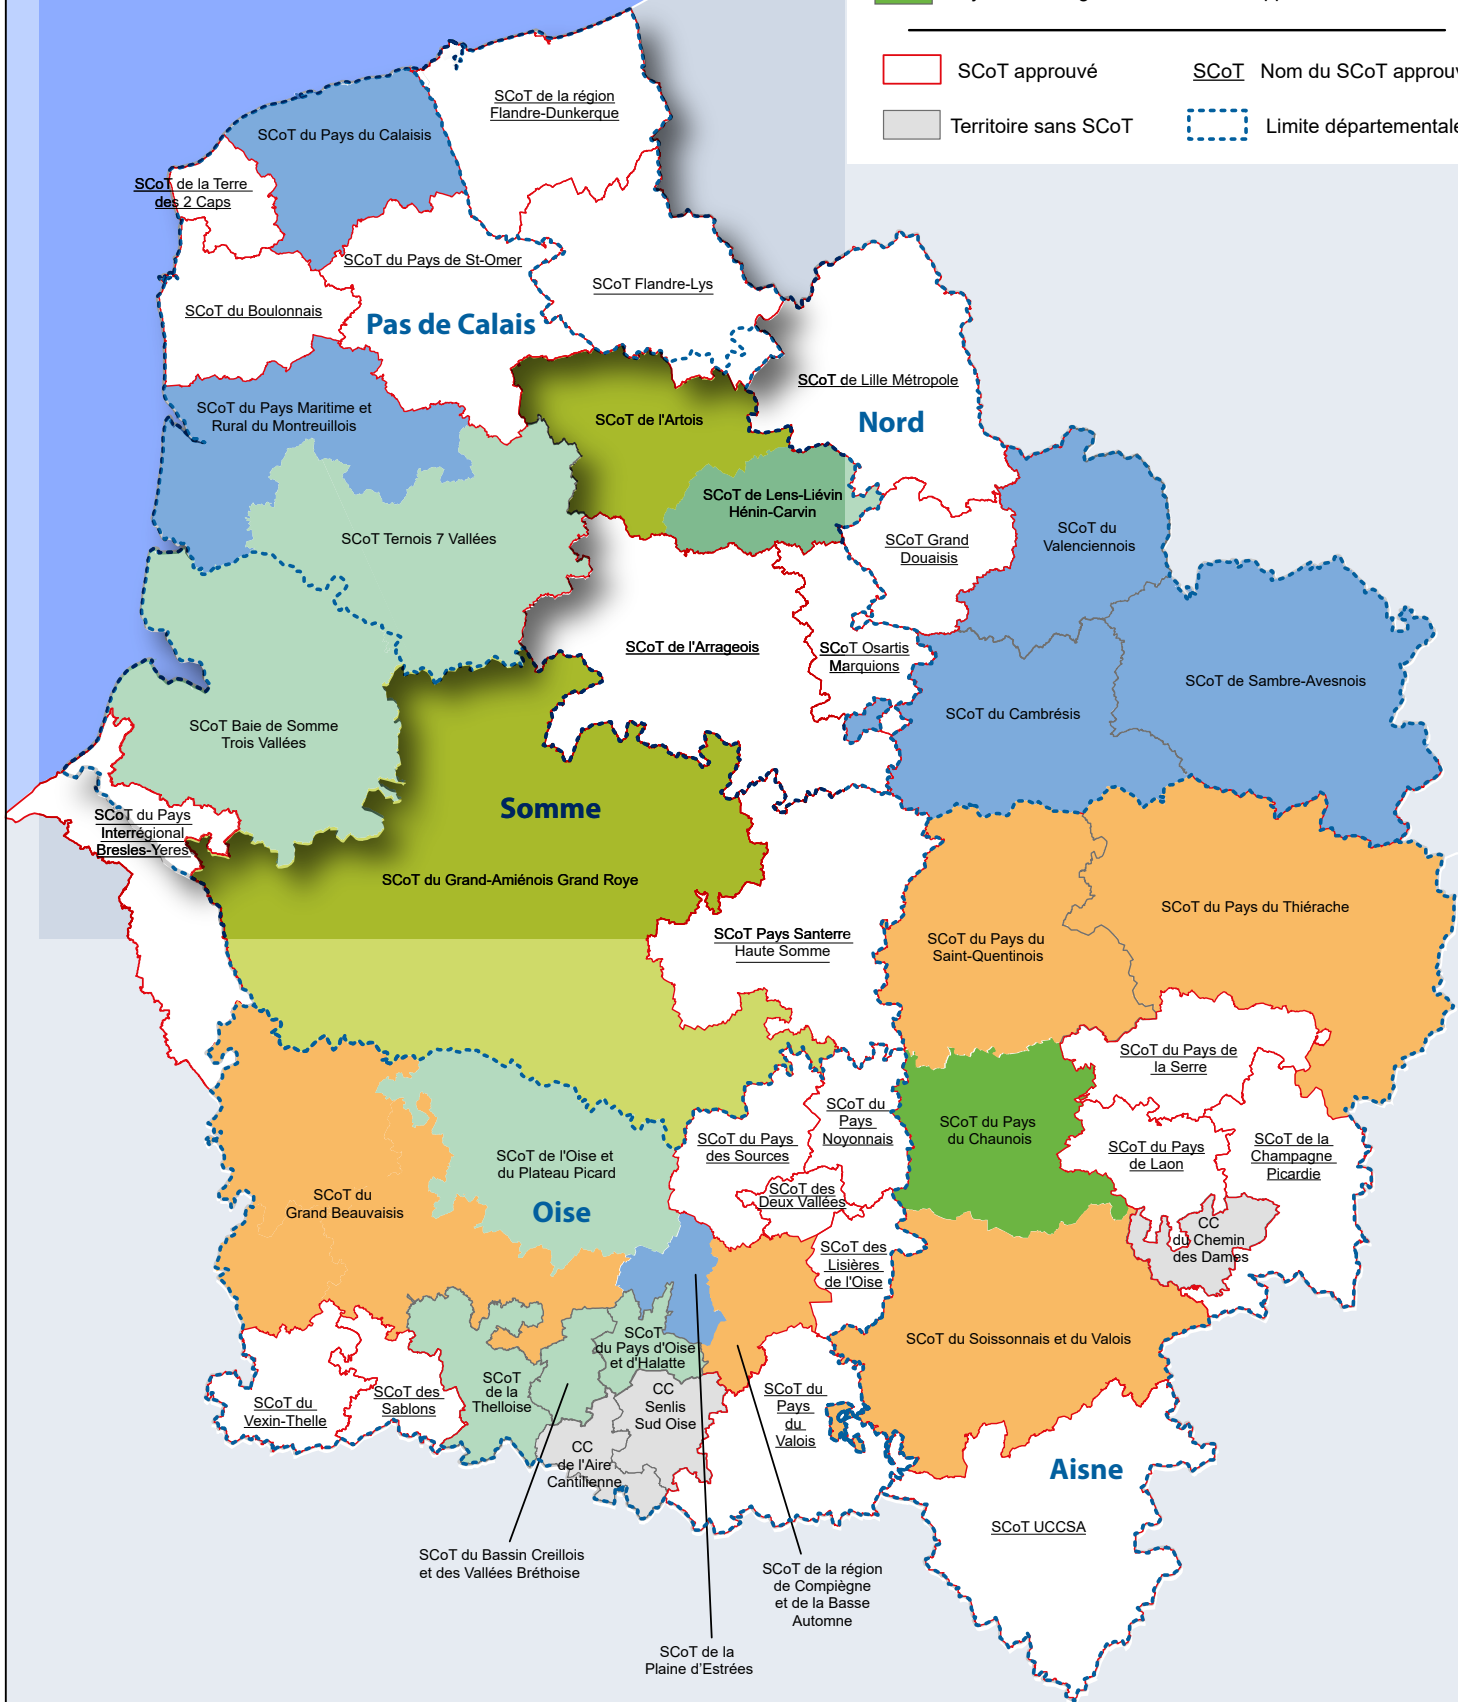 SCoT approuvé
SCoT Nom du SCoT
Territoire sans SCoT
Limite départementale
SCoT de la région
Flandre-Dunkerque
SCoT du Pays du Calaisis
SCoT de la Terre
des 2 Caps
SCoT du Pays de St-Omer
SCoT Flandre-Lys
SCoT du Boulonnais
Pas de Calais
SCoT de Lille Métropole
Nord
SCoT du Pays Maritime et
Rural du Montreuillois
SCoT de l'Artois
SCoT de Lens-Liévin
Hénin-Carvin
SCoT Ternois 7 Vallées
SCoT Grand
Douaisis
SCoT du
Valenciennois
SCoT de l'Arrageois
SCoT Osartis
Marquions
SCoT de Sambre-Avesnois
SCoT du Cambrésis
SCoT Baie de Somme
Trois Vallées
Somme
SCoT du Pays
Interrégional
Bresles-Yeres
SCoT du Grand-Amiénois Grand Roye
SCoT Pays Santerre
Haute Somme
SCoT du Pays du
Saint-Quentinois
SCoT du Pays du Thiérache
SCoT du Pays de
la Serre
SCoT du Pays
du Chaunois
SCoT du Pays
de Laon
SCoT de la
Champagne
Picardie
SCoT du
Pays
Noyonnais
SCoT du Pays
des Sources
SCoT des
Deux Vallées
SCoT de l'Oise et
du Plateau Picard
Oise
SCoT du
Grand Beauvaisis
CC
du Chemin
des Dames
SCoT des
Lisières
de l'Oise
SCoT du Soissonnais et du Valois
SCoT
du Pays d'Oise
et d'Halatte
SCoT
de la
Thelloise
SCoT du
Vexin-Thelle
SCoT des
Sablons
CC
Senlis
Sud Oise
SCoT du
Pays
du
Valois
CC
de l'Aire
Cantilienne
Aisne
SCoT UCCSA
SCoT du Bassin Creillois
et des Vallées Bréthoise
SCoT de la région
de Compiègne
et de la Basse
Automne
SCoT de la
Plaine d'Estrées